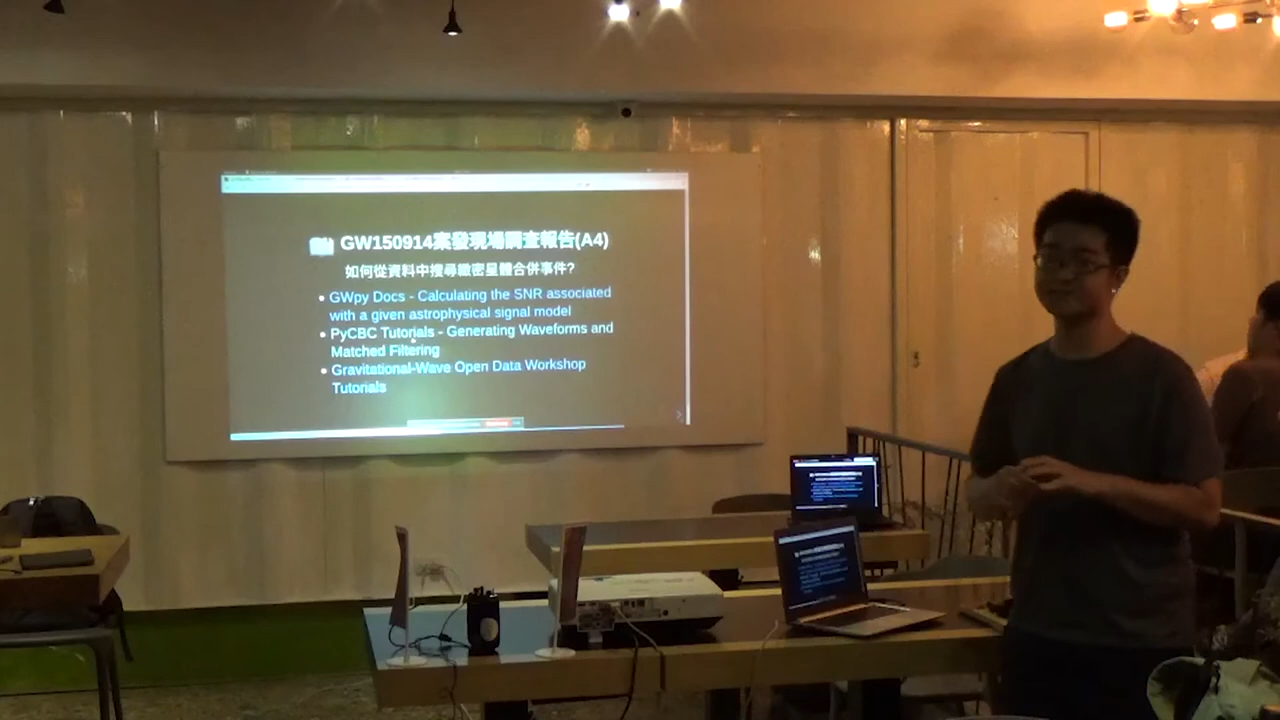 GW150914案發現場調查報告(A4)
如何從資料中搜尋緻密星體合併事件?
GWpy Docs - Calculating the SNR associated
with a given astrophysical signal model
PyCBC Tutorials - Generating Waveforms and
Matched Filtering
Gravitational-Wave Open Data Workshop
Tutorials